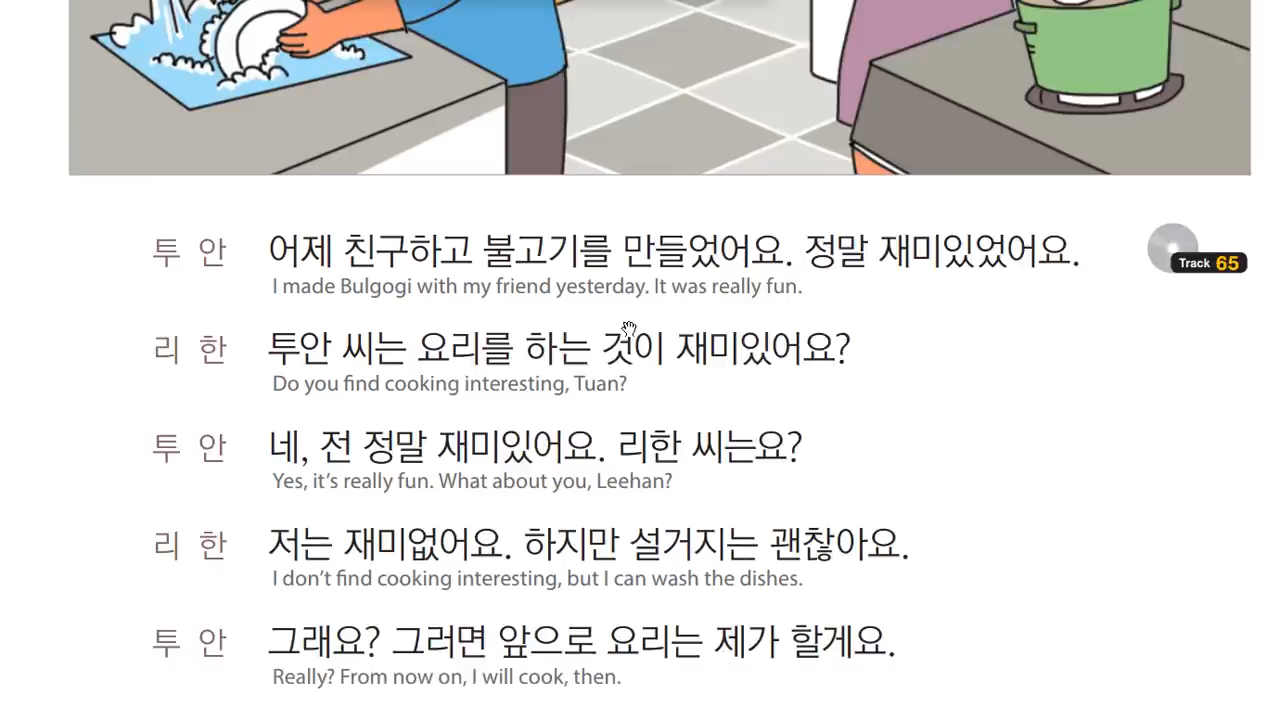 투 안 어제 친구하고 불고기를 만들었어요. 정말 재미있었어요.
Track 65
I made Bulgogi with my friend yesterday. It was really fun.
리 한 투안 씨는 요리를 하는 것이 재미있어요?
Do you find cooking interesting, Tuan?
투 안 네, 전 정말 재미있어요. 리한 씨는요?
Yes, it’s really fun. What about you, Leehan?
리 한 저는 재미없어요. 하지만 설거지는 괜찮아요.
I don’t find cooking interesting, but I can wash the dishes.
투 안 그래요? 그러면 앞으로 요리는 제가 할게요.
Really? From now on, I will cook, then.